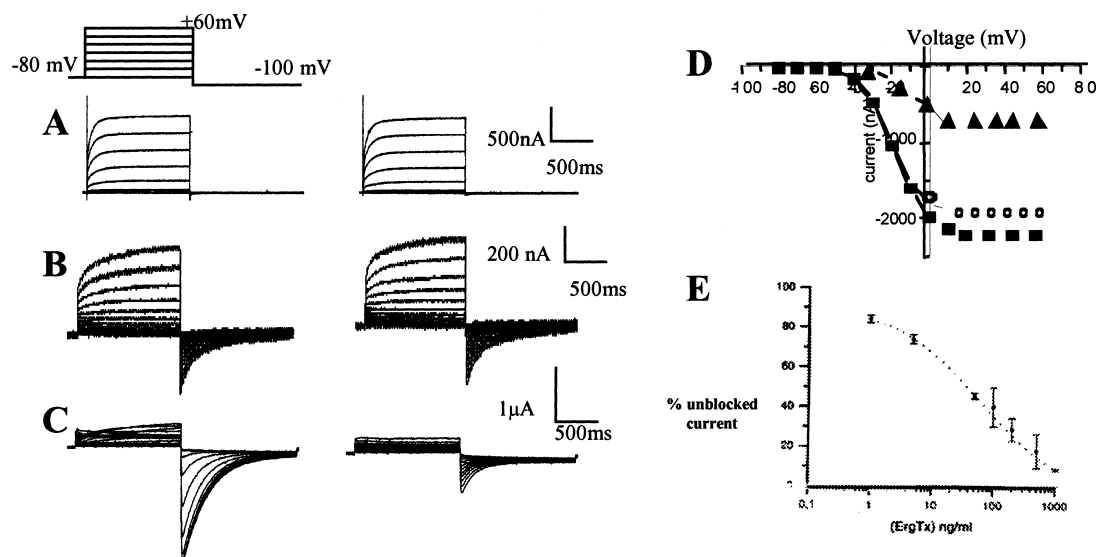 +60mV
-80 mV
-100 mV
A
500nA
500ms
B
200 nA
500ms
C
1µA
500ms
D
Voltage (mV)
-100 -80 -60 -40 -2 20 40 60 80
current (nA)
-1000
-2000
E
100
80
60
40
20
0
% unblocked
current
0.1 1 10 100 1000
(ErgTx) ng/ml